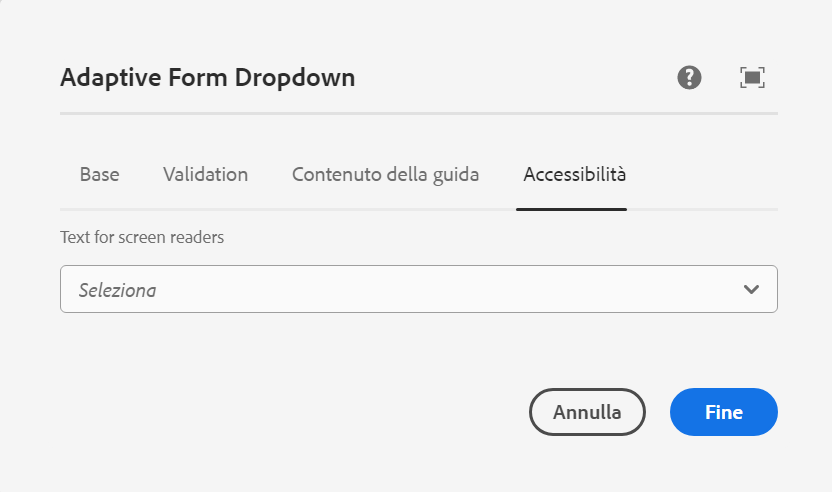 Adaptive Form Dropdown
Base Validation Contenuto della guida Accessibilità
Text for screen readers
Seleziona
Annulla Fine